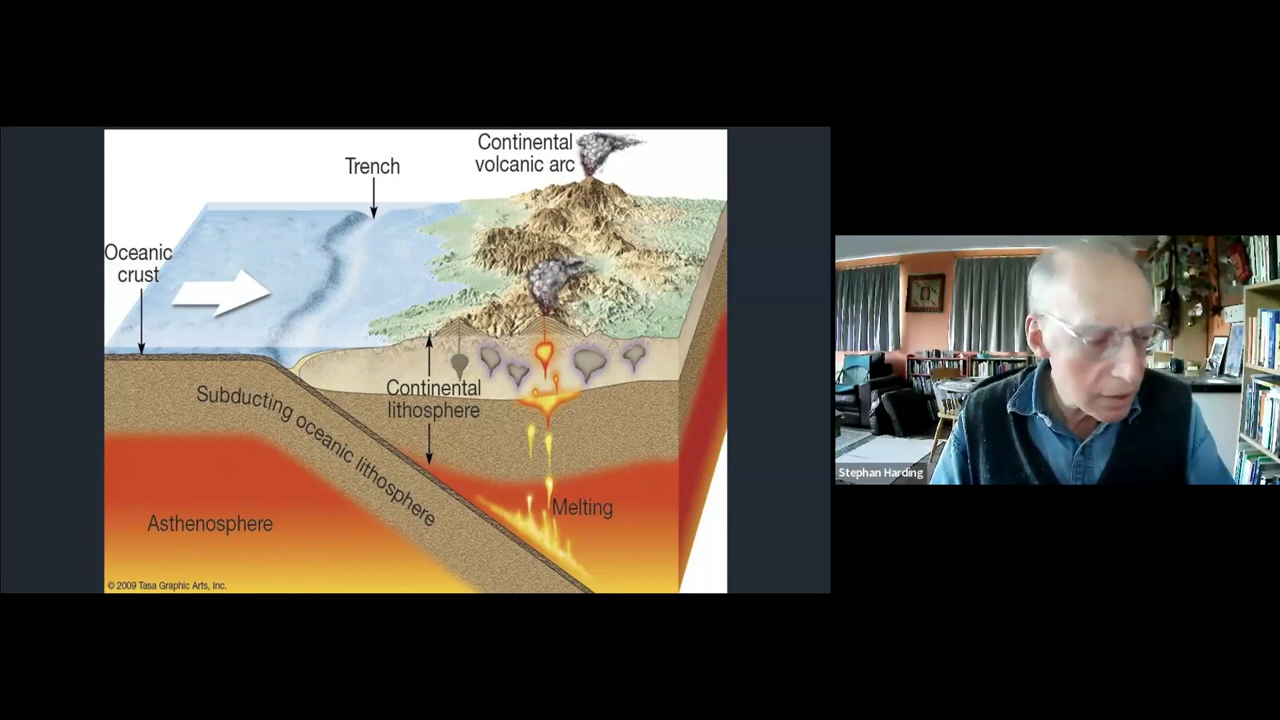 Continental
volcanic arc
Trench
Oceanic
crust
Continental
lithosphere
Subducting oceanic lithosphere
Melting
Asthenosphere
© 2009 Tasa Graphic Arts, Inc.
Stephan Harding